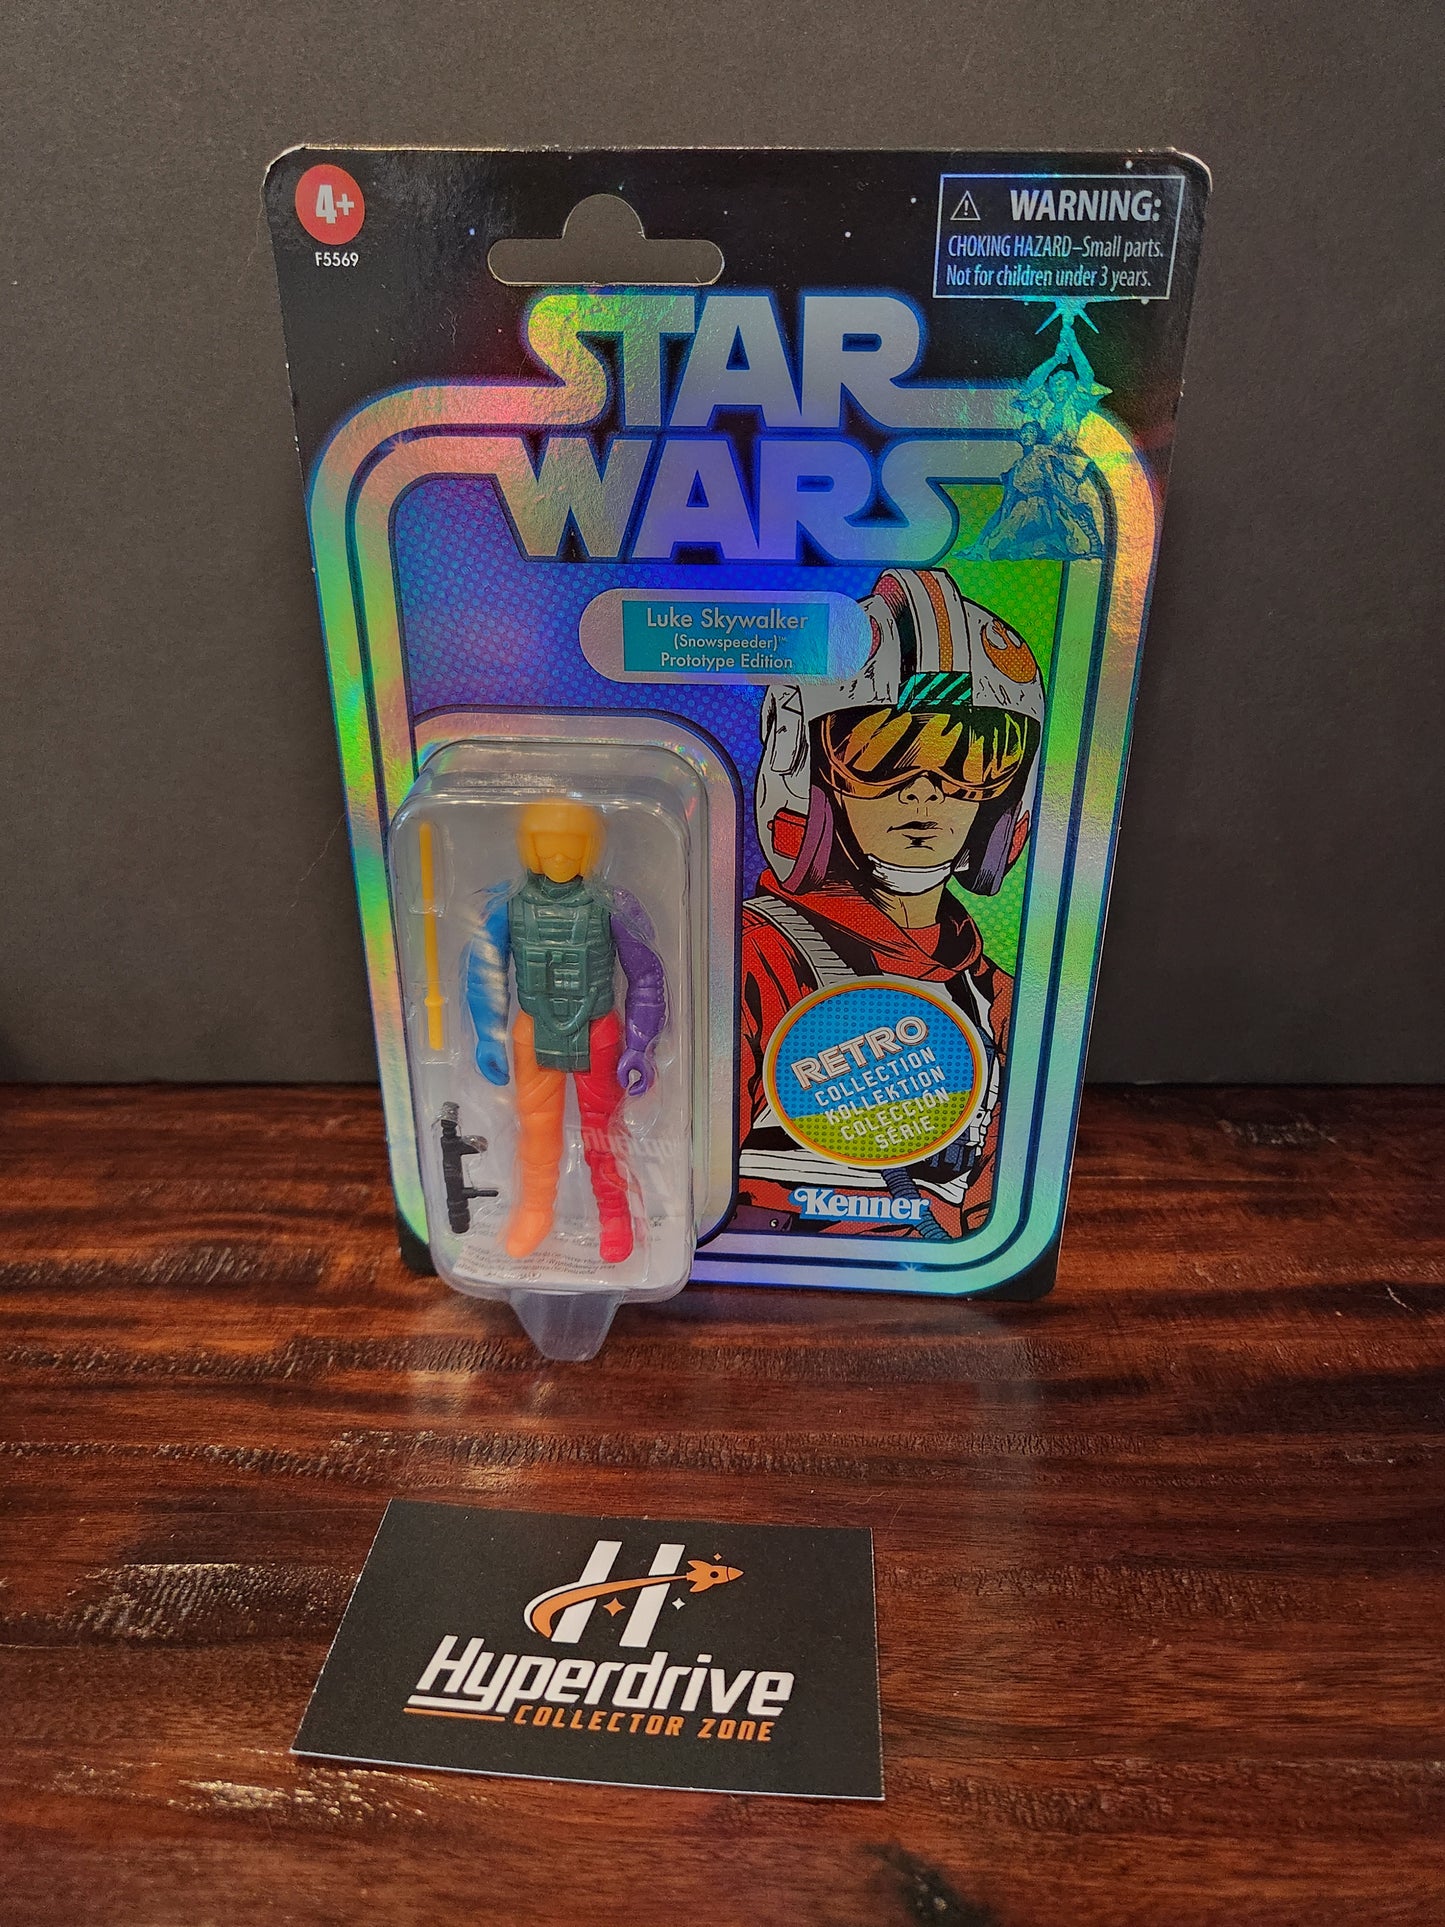 4+
F5569
WARNING:
CHOKING HAZARD–Small parts.
Not for children under 3 years.
STAR
WARS
Luke Skywalker
(Snowspeeder)™
Prototype Edition
RETRO
COLLECTION
KOLLEKTION
COLECCIÓN
SÉRIE
Kenner
H
Hyperdrive
COLLECTOR ZONE